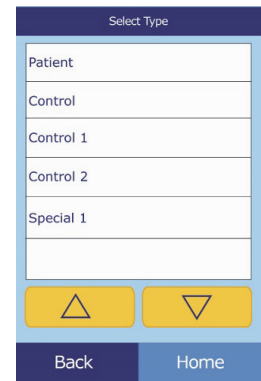 Select Type
Patient
Control
Control 1
Control 2
Special 1
Back
Home